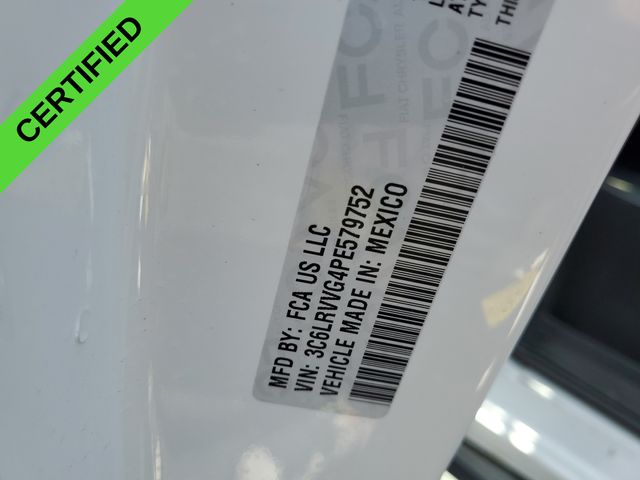 CERTIFIED
MFD BY: FCA US LLC
VIN: 3C6LRVVG4PE579752
VEHICLE MADE IN: MEXICO